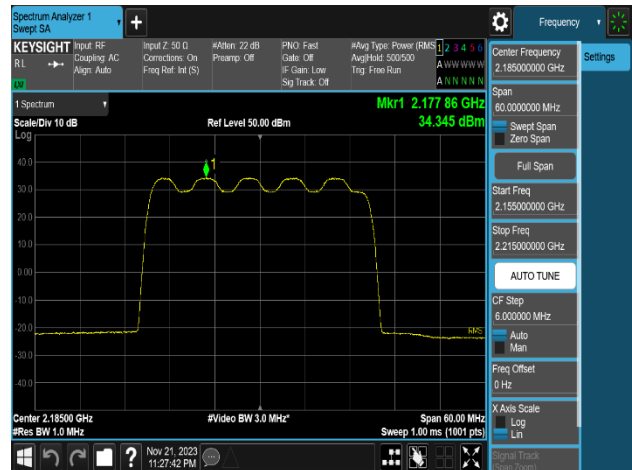 Spectrum Analyzer 1
Swept SA
+
Frequency
KEYSIGHT
Input: RF
Coupling: AC
Align: Auto
Input Z: 50 Ω
Corrections: On
Freq Ref: Int (S)
#Atten: 22 dB
Preamp: Off
PNO: Fast
Gate: Off
IF Gain: Low
Sig Track: Off
#Avg Type: Power (RMS
Avg|Hold: 500/500
Trig: Free Run
1 2 3 4 5 6
A W W W W W
A N N N N N
R L
LXI
1 Spectrum
Scale/Div 10 dB
Log
Ref Level 50.00 dBm
Mkr1 2.177 86 GHz
34.345 dBm
40.0
30.0
20.0
10.0
0.00
-10.0
-20.0
-30.0
-40.0
1
RMS
Center 2.18500 GHz
#Res BW 1.0 MHz
#Video BW 3.0 MHz*
Span 60.00 MHz
Sweep 1.00 ms (1001 pts)
Center Frequency
2.185000000 GHz
Settings
Span
60.0000000 MHz
Swept Span
Zero Span
Full Span
Start Freq
2.155000000 GHz
Stop Freq
2.215000000 GHz
AUTO TUNE
CF Step
6.000000 MHz
Auto
Man
Freq Offset
0 Hz
X Axis Scale
Log
Lin
Signal Track
(Span Zoom)
?
Nov 21, 2023
11:27:42 PM